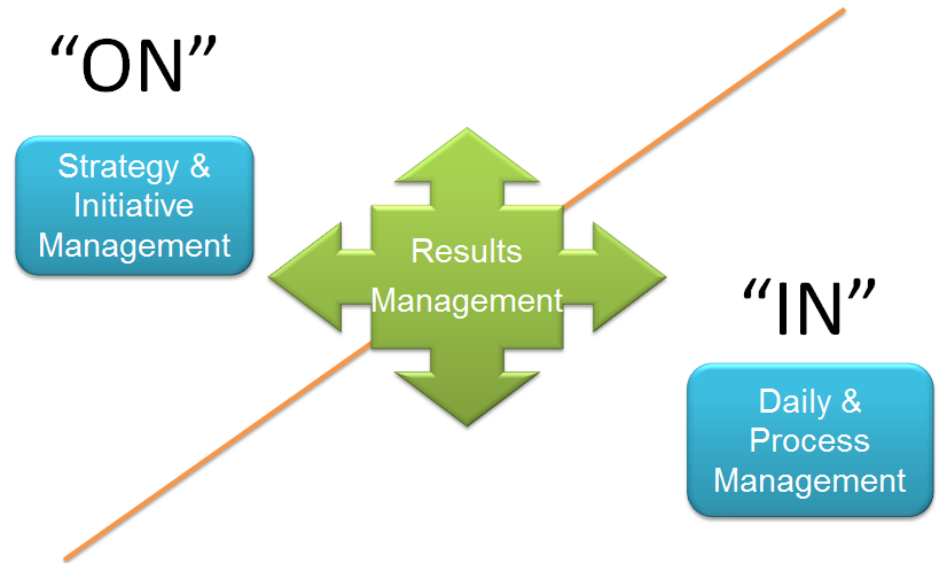 “ON”
Strategy &
Initiative
Management
Results
Management
“IN”
Daily &
Process
Management